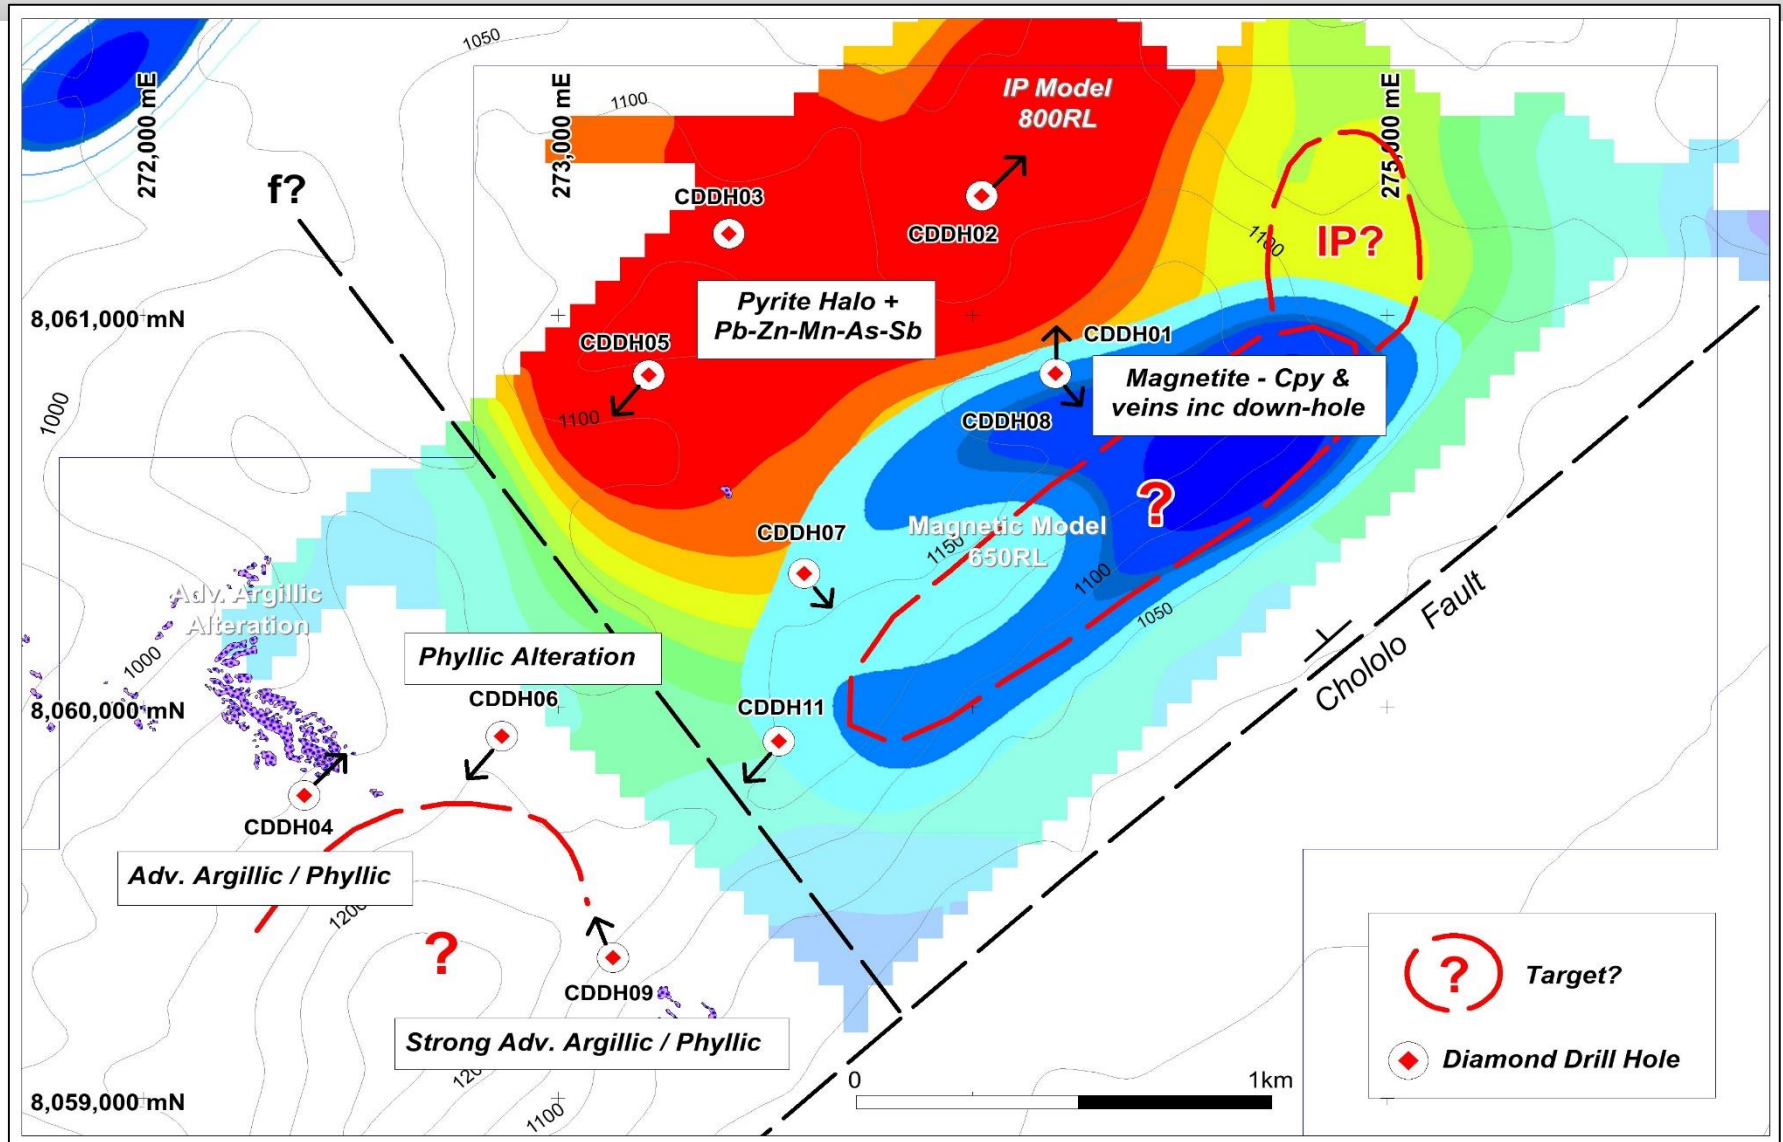 1050
272,000 mE
273,000 mE
1100
IP Model
800RL
275,000 mE
f?
CDDH03
CDDH02
1100
IP?
8,061,000 mN
Pyrite Halo +
Pb-Zn-Mn-As-Sb
CDDH05
CDDH01
Magnetite - Cpy &
veins inc down-hole
1000
1100
CDDH08
?
CDDH07
Magnetic Model
650RL
1150
1100
1050
Adv. Argillic
Alteration
1000
Phyllic Alteration
Chololo Fault
CDDH06
8,060,000 mN
CDDH11
CDDH04
Adv. Argillic / Phyllic
1200
?
CDDH09
Strong Adv. Argillic / Phyllic
?
Target?
Diamond Drill Hole
0
1km
8,059,000 mN
1100